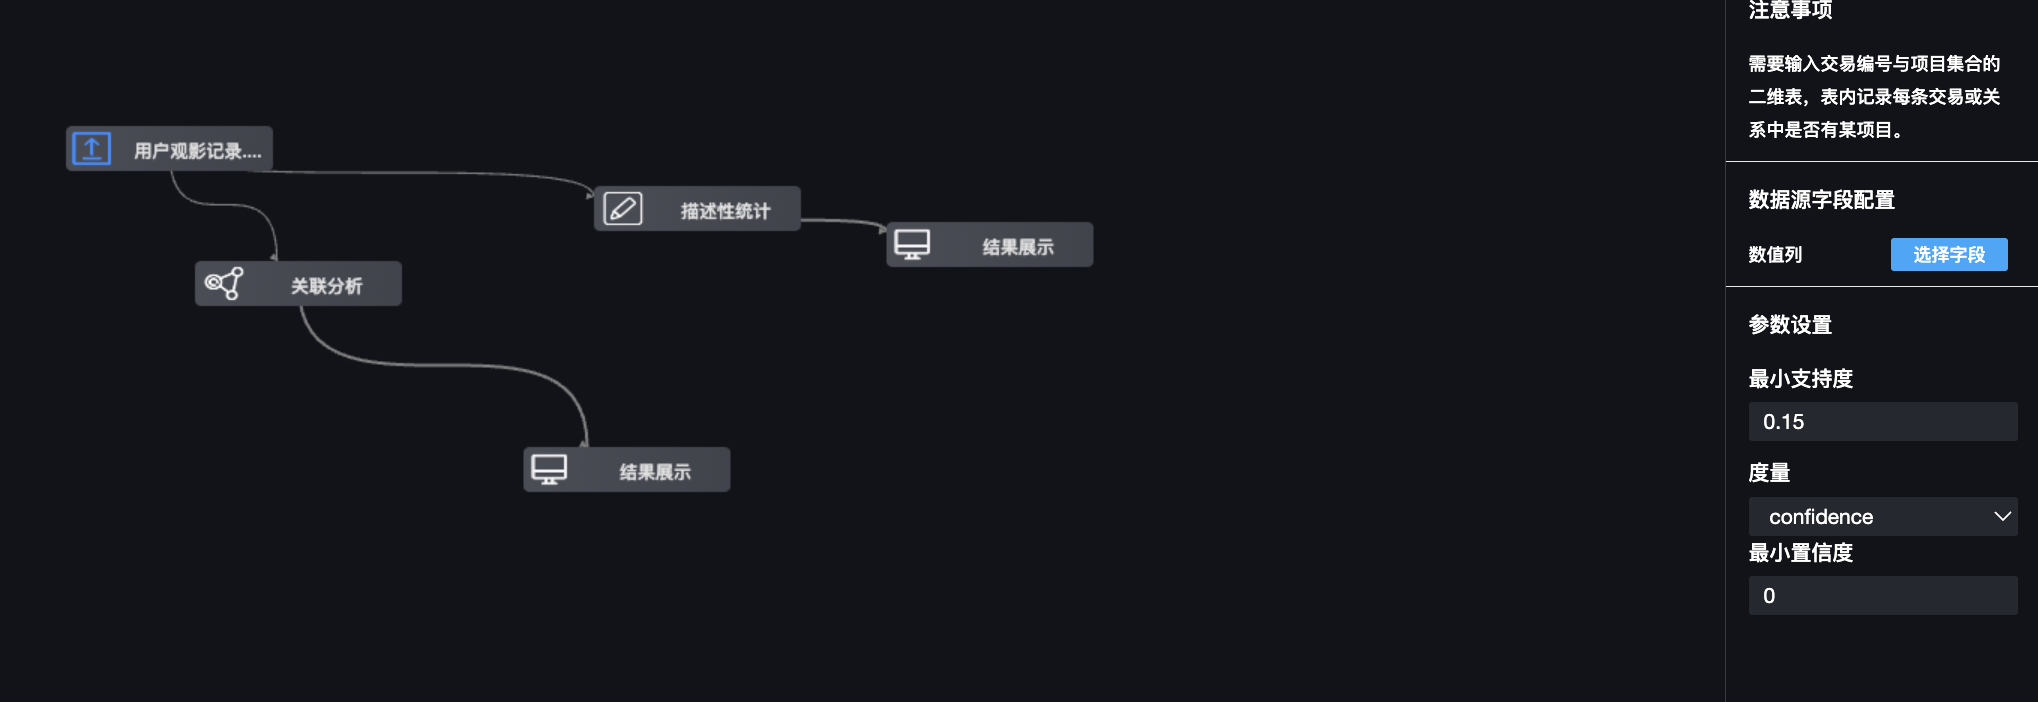 用户观影记录....
描述性统计
结果展示
关联分析
结果展示
注意事项
需要输入交易编号与项目集合的
二维表，表内记录每条交易或关
系中是否有某项目。
数据源字段配置
数值列
选择字段
参数设置
最小支持度
0.15
度量
confidence
最小置信度
0